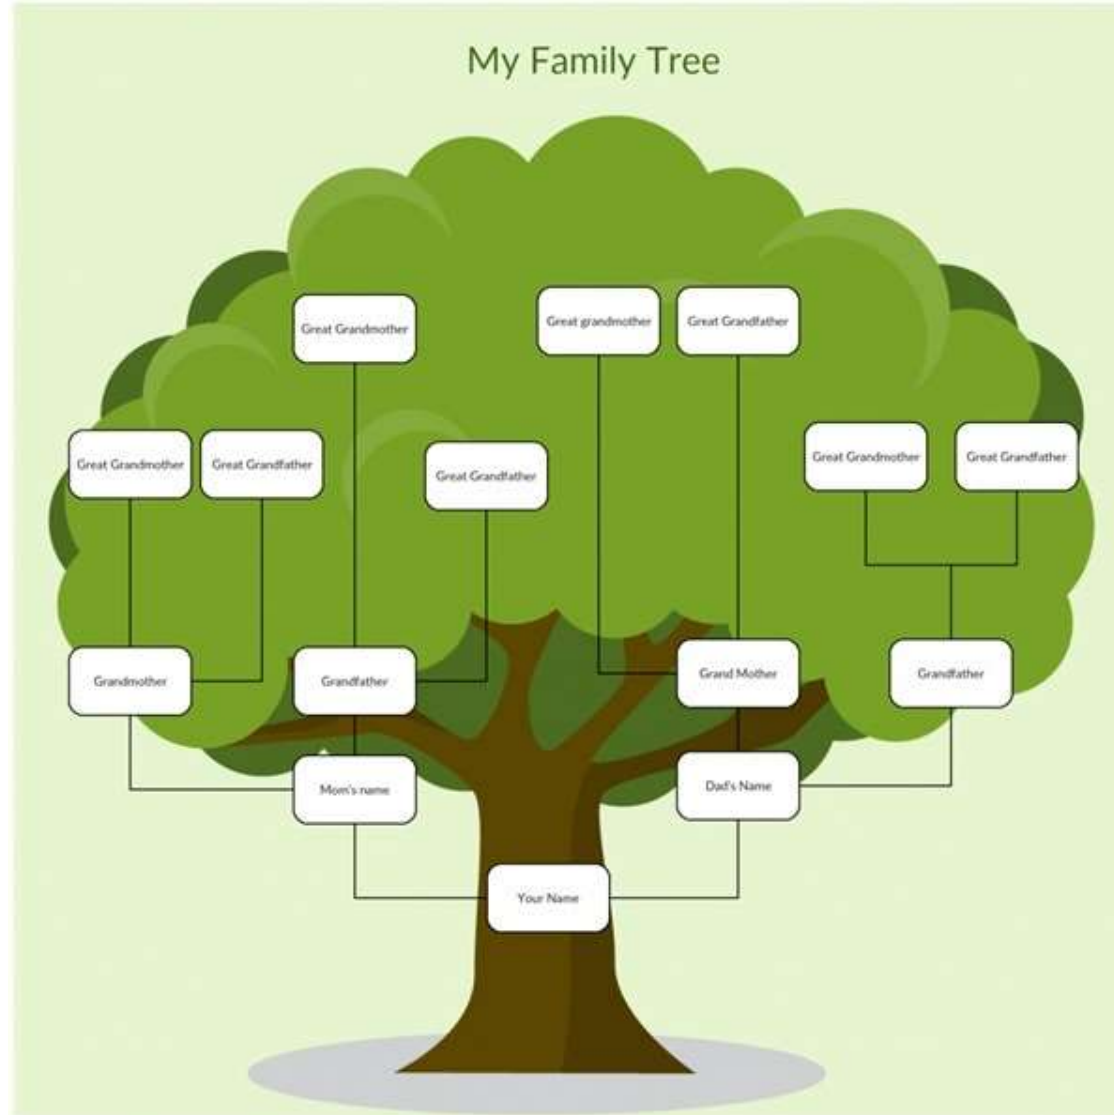 My Family Tree
Great Grandmother
Great grandmother
Great Grandfather
Great Grandmother
Great Grandfather
Great Grandfather
Great Grandmother
Great Grandfather
Grandmother
Grandfather
Grand Mother
Grandfather
Mom's name
Dad's Name
Your Name